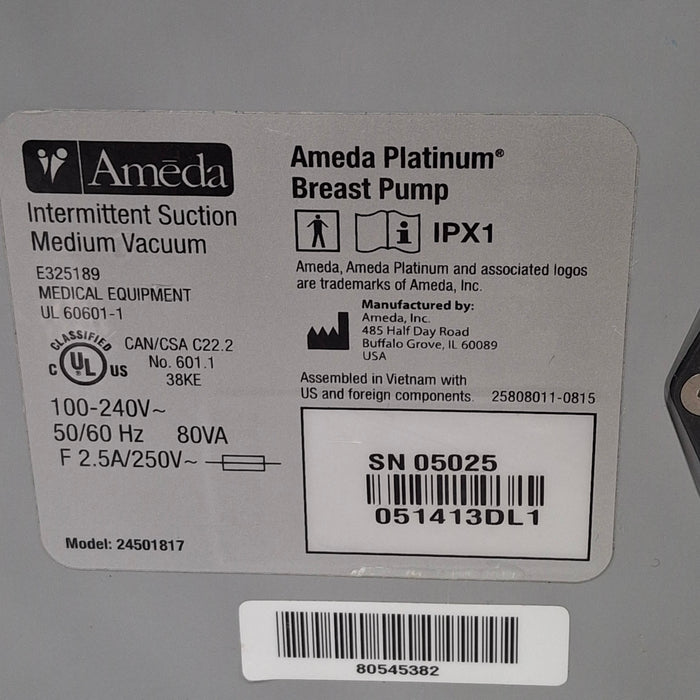 Amēda
Intermittent Suction
Medium Vacuum
E325189
MEDICAL EQUIPMENT
UL 60601-1
CLASSIFIED
C UL US
CAN/CSA C22.2
No. 601.1
38KE
100-240V~
50/60 Hz 80VA
F 2.5A/250V~
Model: 24501817
Ameda Platinum®
Breast Pump
i IPX1
Ameda, Ameda Platinum and associated logos
are trademarks of Ameda, Inc.
Manufactured by:
Ameda, Inc.
485 Half Day Road
Buffalo Grove, IL 60089
USA
Assembled in Vietnam with
US and foreign components. 25808011-0815
SN 05025
051413DL1
80545382